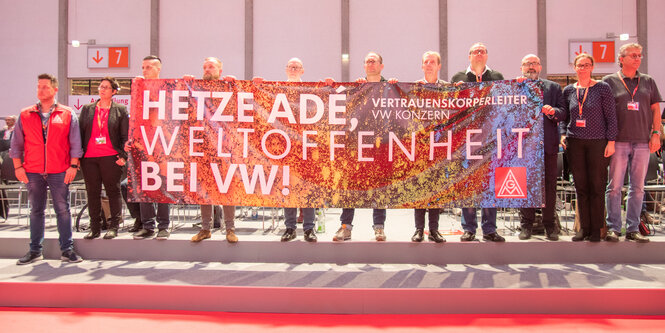 7
7
HETZE ADÉ,
VERTRAUENSKÖRPERLEITER
VW KONZERN
WELTOFFENHEIT
BEI VW!